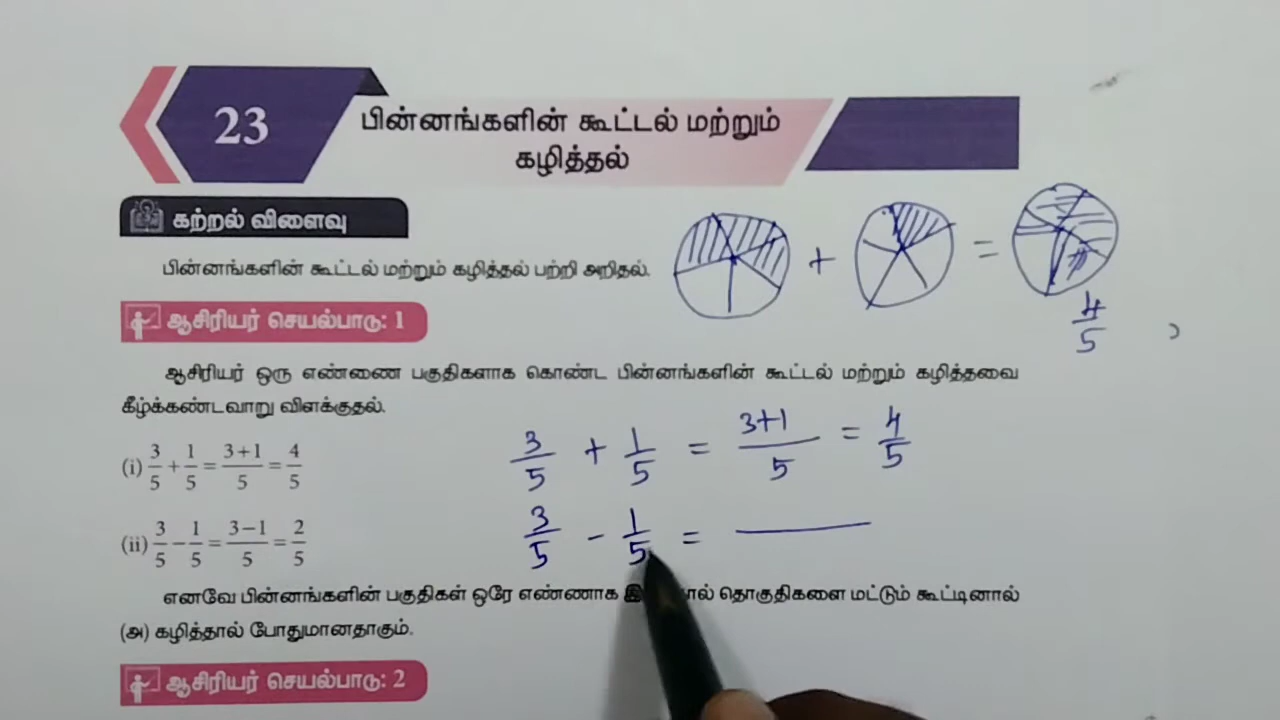 23
பின்னங்களின் கூட்டல் மற்றும்
கழித்தல்
கற்றல் விளைவு
பின்னங்களின் கூட்டல் மற்றும் கழித்தல் பற்றி அறிதல்.
+ = 4/5
ஆசிரியர் செயல்பாடு: 1
ஆசிரியர் ஒரு எண்ணை பகுதிகளாக கொண்ட பின்னங்களின் கூட்டல் மற்றும் கழித்தவை
கீழ்க்கண்டவாறு விளக்குதல்.
(i) 3/5 + 1/5 = 3+1/5 = 4/5
3/5 + 1/5 = 3+1/5 = 4/5
(ii) 3/5 − 1/5 = 3−1/5 = 2/5
3/5 − 1/5 =
எனவே பின்னங்களின் பகுதிகள் ஒரே எண்ணாக தொகுதிகளை மட்டும் கூட்டினால்
(அ) கழித்தால் போதுமானதாகும்.
ஆசிரியர் செயல்பாடு: 2